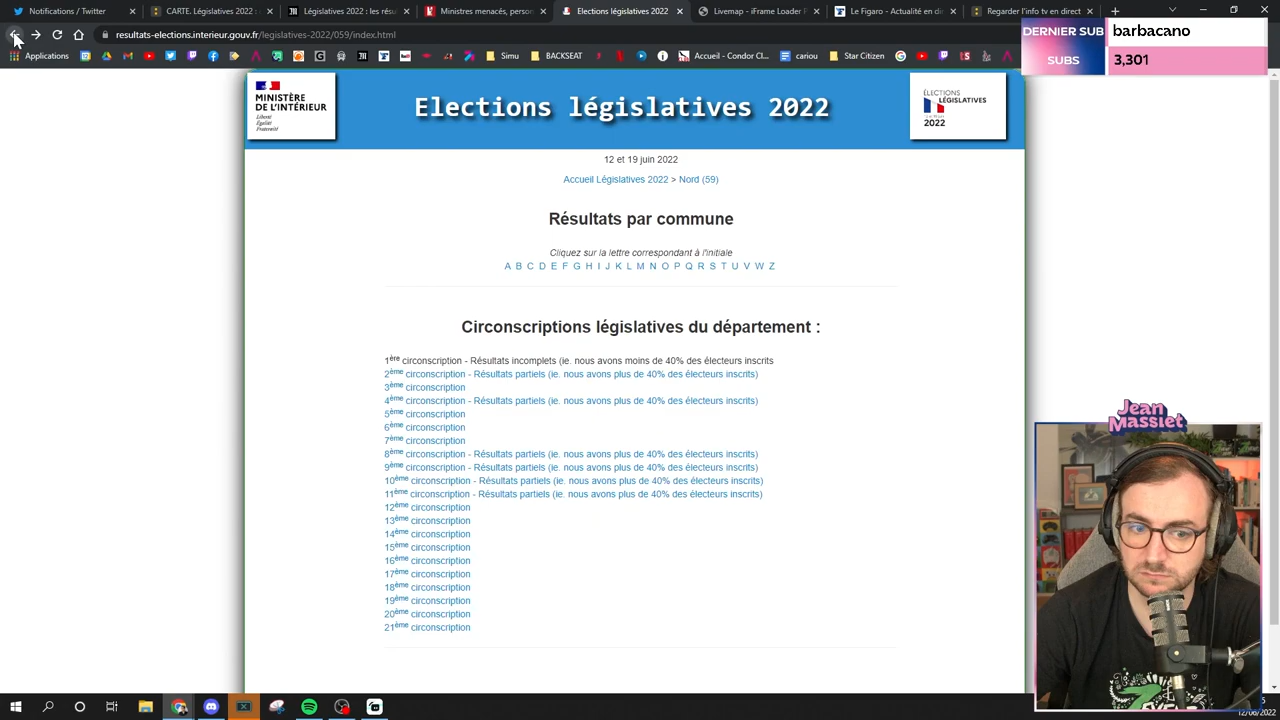 CARTE. Législatives 2022 :
Législatives 2022 : les rés
Ministres menacés, premi
Elections législatives 2022
Livemap - iFrame Loader
Le Figaro - Actualité en dir
resultats-elections.interieur.gouv.fr/legislatives-2022/059/index.html
Applications
Notifications / Twitter
Simu
BACKSEAT
Accueil - Condor Cl...
cariou
Star Citizen
DERNIER SUB
barbacano
SUBS
3,301
MINISTÈRE
DE L'INTÉRIEUR
Liberté
Égalité
Fraternité
Elections législatives 2022
ÉLECTIONS
LÉGISLATIVES
2022
12 et 19 juin 2022
Accueil Législatives 2022 > Nord (59)
Résultats par commune
Cliquez sur la lettre correspondant à l'initiale
A B C D E F G H I J K L M N O P Q R S T U V W Z
Circonscriptions législatives du département :
1ère circonscription - Résultats incomplets (ie. nous avons moins de 40% des électeurs inscrits
2ème circonscription - Résultats partiels (ie. nous avons plus de 40% des électeurs inscrits)
3ème circonscription
4ème circonscription - Résultats partiels (ie. nous avons plus de 40% des électeurs inscrits)
5ème circonscription
6ème circonscription
7ème circonscription
8ème circonscription - Résultats partiels (ie. nous avons plus de 40% des électeurs inscrits)
9ème circonscription - Résultats partiels (ie. nous avons plus de 40% des électeurs inscrits)
10ème circonscription - Résultats partiels (ie. nous avons plus de 40% des électeurs inscrits)
11ème circonscription - Résultats partiels (ie. nous avons plus de 40% des électeurs inscrits)
12ème circonscription
13ème circonscription
14ème circonscription
15ème circonscription
16ème circonscription
17ème circonscription
18ème circonscription
19ème circonscription
20ème circonscription
21ème circonscription
Jean
Massiet
12/06/2022